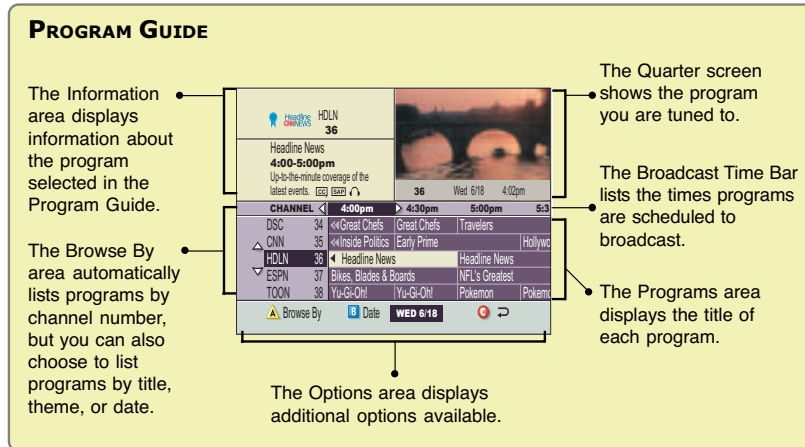 PROGRAM GUIDE
The Information
area displays
information about
the program
selected in the
Program Guide.
The Browse By
area automatically
lists programs by
channel number,
but you can also
choose to list
programs by title,
theme, or date.
Headline
CNN NEWS
HDLN
36
Headline News
4:00-5:00pm
Up-to-the-minute coverage of the
latest events. CC SAP
36 Wed 6/18 4:02pm
CHANNEL 4:00pm 4:30pm 5:00pm 5:3
DSC 34 Great Chefs Great Chefs Travelers
CNN 35 Inside Politics Early Prime Hollywo
HDLN 36 Headline News Headline News
ESPN 37 Bikes, Blades & Boards NFL's Greatest
TOON 38 Yu-Gi-Oh! Yu-Gi-Oh! Pokemon Pokemo
A Browse By B Date WED 6/18 C
The Quarter screen
shows the program
you are tuned to.
The Broadcast Time Bar
lists the times programs
are scheduled to
broadcast.
The Programs area
displays the title of
each program.
The Options area displays
additional options available.